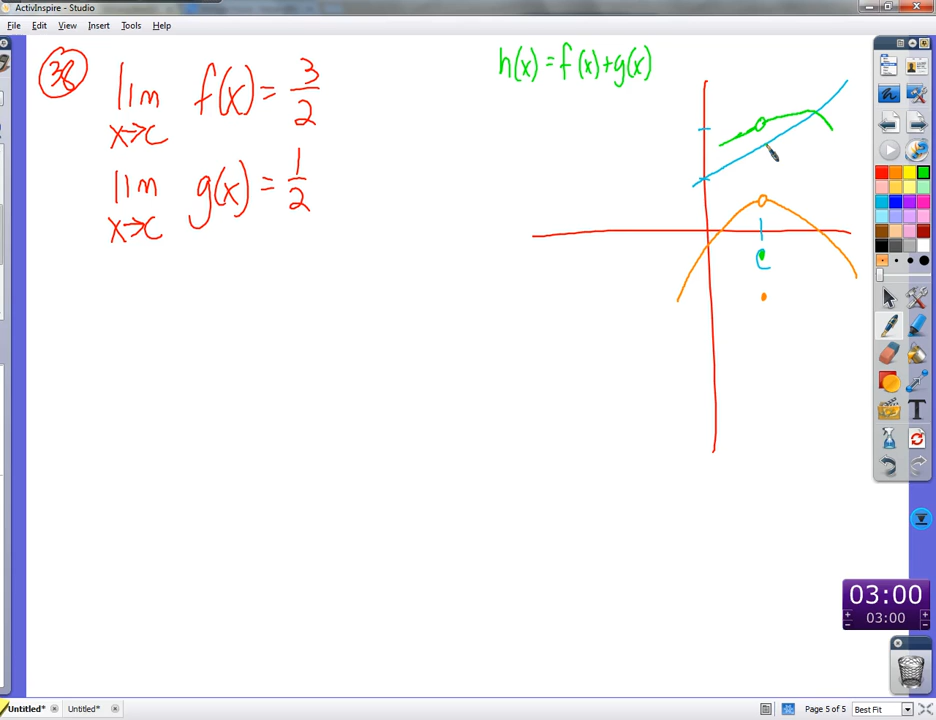 ActivInspire - Studio
File Edit View Insert Tools Help
38
lim x→c f(x) = 3/2
lim x→c g(x) = 1/2
h(x) = f(x) + g(x)
c
T
03:00
03:00
Untitled* Untitled* Page 5 of 5 Best Fit